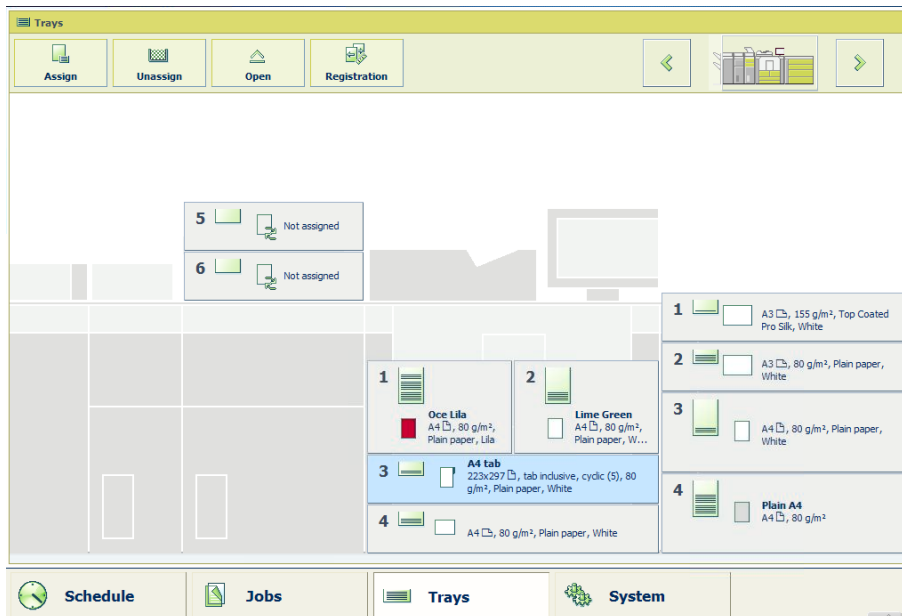 Trays
Assign
Unassign
Open
Registration
5
Not assigned
6
Not assigned
1
A3 , 155 g/m², Top Coated
Pro Silk, White
2
A3 , 80 g/m², Plain paper,
White
3
A4 , 80 g/m², Plain paper,
White
4
Plain A4
A4 , 80 g/m²
1
Oce Lila
A4 , 80 g/m²,
Plain paper, Lila
2
Lime Green
A4 , 80 g/m²,
Plain paper, W...
3
A4 tab
223x297 , tab inclusive, cyclic (5), 80
g/m², Plain paper, White
4
A4 , 80 g/m², Plain paper, White
Schedule
Jobs
Trays
System